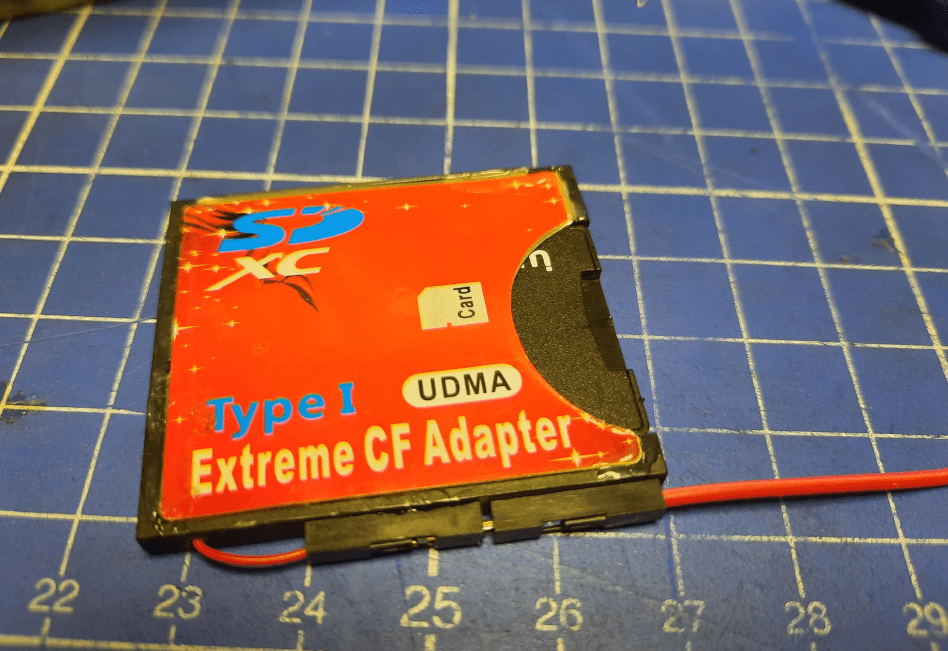 SD
XC
Card
UDMA
Type I
Extreme CF Adapter
22 23 24 25 26 27 28 29